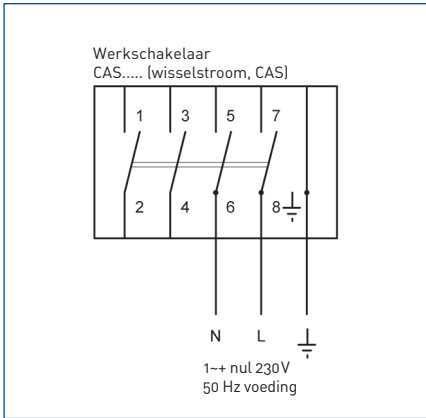 Werkschakelaar
CAS..... (wisselstroom, CAS)
1 3 5 7
2 4 6 8
N L
1~+ nul 230V
50 Hz voeding